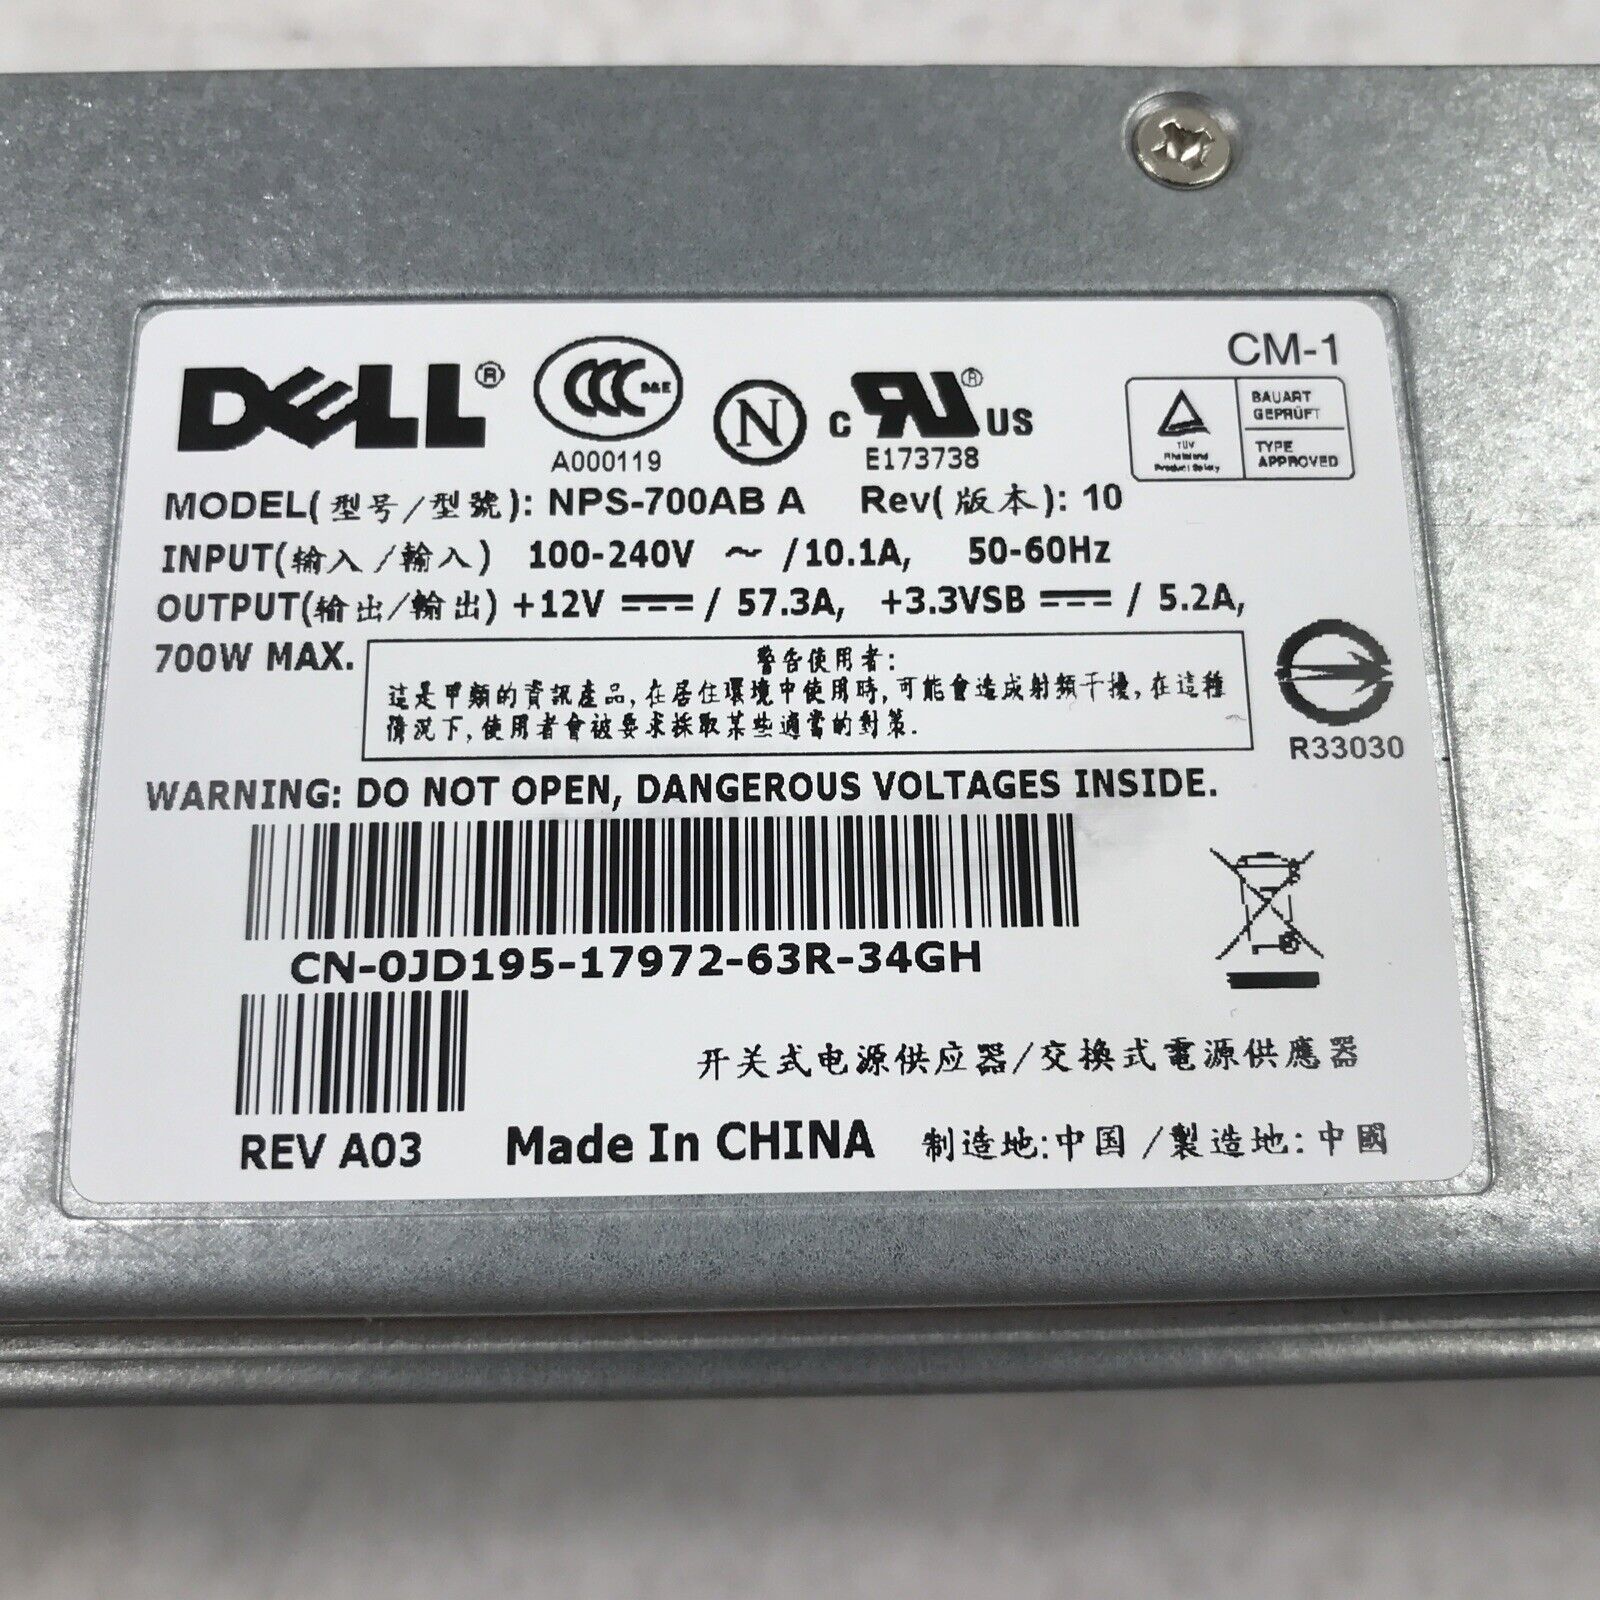 CM-1
DELL®
CCC S&E
A000119
N
c RU® US
E173738
TÜV
Rheinland
Product Safety
BAUART
GEPRÜFT
TYPE
APPROVED
MODEL(型号/型號): NPS-700AB A Rev(版本): 10
INPUT(输入/輸入) 100-240V ~ /10.1A, 50-60Hz
OUTPUT(输出/輸出) +12V ⎓ / 57.3A, +3.3VSB ⎓ / 5.2A,
700W MAX.
警告使用者:
這是甲類的資訊產品,在居住環境中使用時,可能會造成射頻干擾,在這種
情況下,使用者會被要求採取某些適當的對策.
R33030
WARNING: DO NOT OPEN, DANGEROUS VOLTAGES INSIDE.
CN-0JD195-17972-63R-34GH
开关式电源供应器/交換式電源供應器
REV A03
Made In CHINA 制造地:中国/製造地:中國